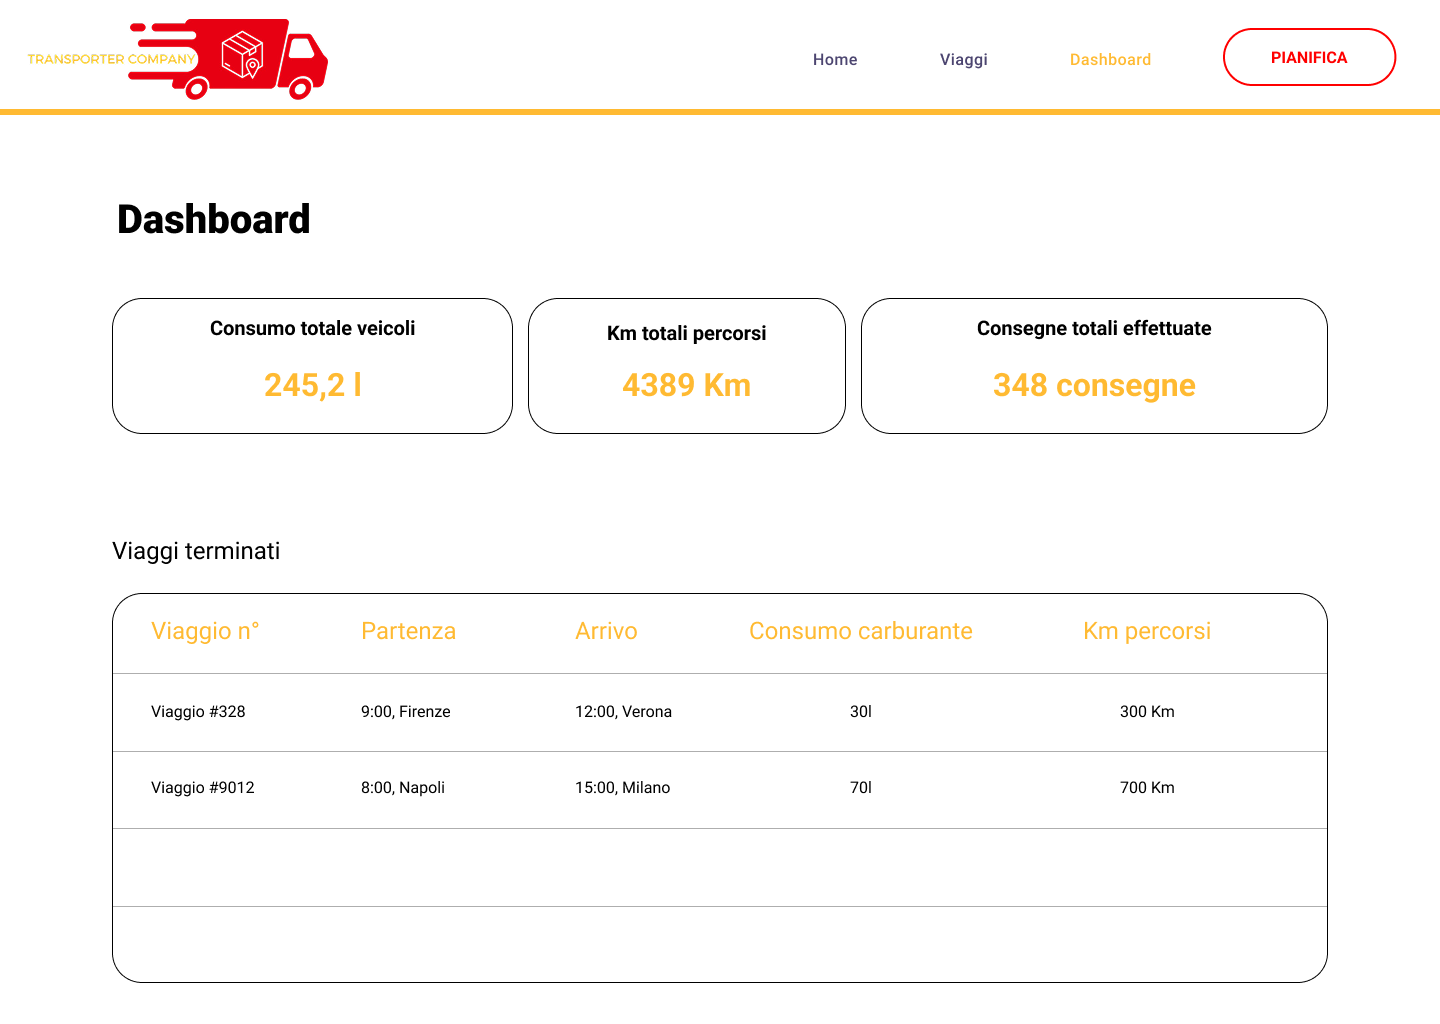 TRANSPORTER COMPANY
Home
Viaggi
Dashboard
PIANIFICA
Dashboard
Consumo totale veicoli
245,2 l
Km totali percorsi
4389 Km
Consegne totali effettuate
348 consegne
Viaggi terminati
Viaggio n° Partenza Arrivo Consumo carburante Km percorsi
Viaggio #328 9:00, Firenze 12:00, Verona 30l 300 Km
Viaggio #9012 8:00, Napoli 15:00, Milano 70l 700 Km